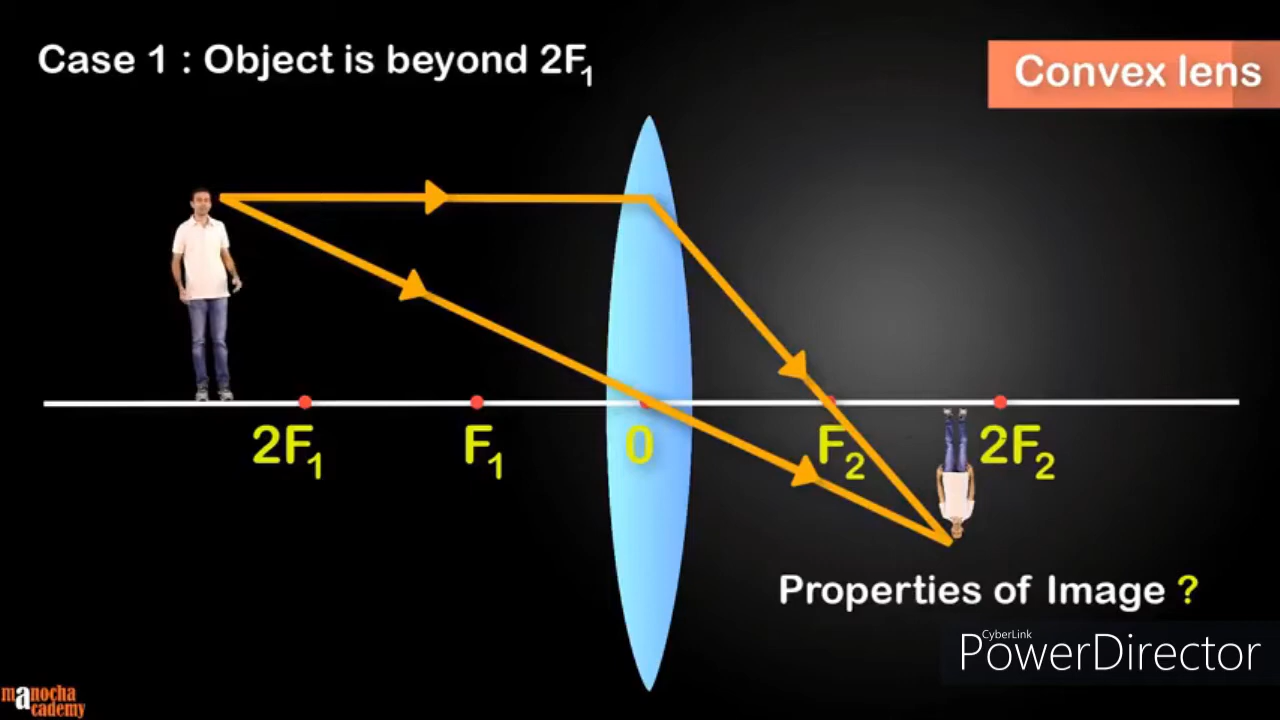 Case 1 : Object is beyond 2F₁
Convex lens
2F₁
F₁
0
F₂
2F₂
Properties of Image ?
CyberLink
PowerDirector
manocha
academy